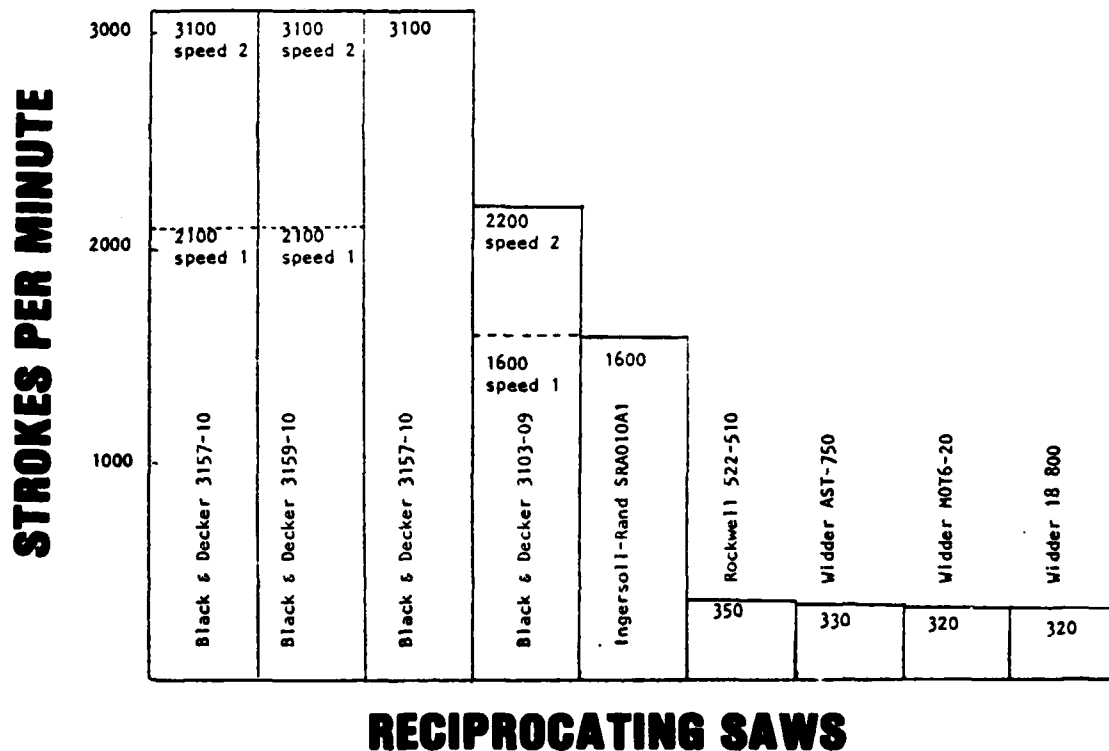 STROKES PER MINUTE
3000
2000
1000
3100
speed 2
2100
speed 1
Black & Decker 3157-10
3100
speed 2
2100
speed 1
Black & Decker 3159-10
3100
Black & Decker 3157-10
2200
speed 2
1600
speed 1
Black & Decker 3103-09
1600
Ingersoll-Rand SRA010A1
Rockwell 522-510
350
Widder AST-750
330
Widder MOT6-20
320
Widder 18 800
320
RECIPROCATING SAWS